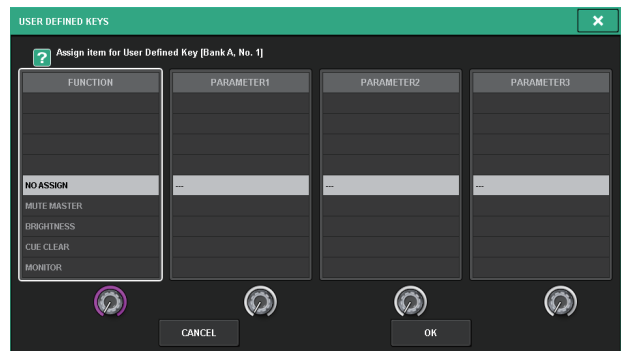 USER DEFINED KEYS
? Assign item for User Defined Key [Bank A, No. 1]
FUNCTION PARAMETER1 PARAMETER2 PARAMETER3
NO ASSIGN --- --- ---
MUTE MASTER
BRIGHTNESS
CUE CLEAR
MONITOR
CANCEL OK